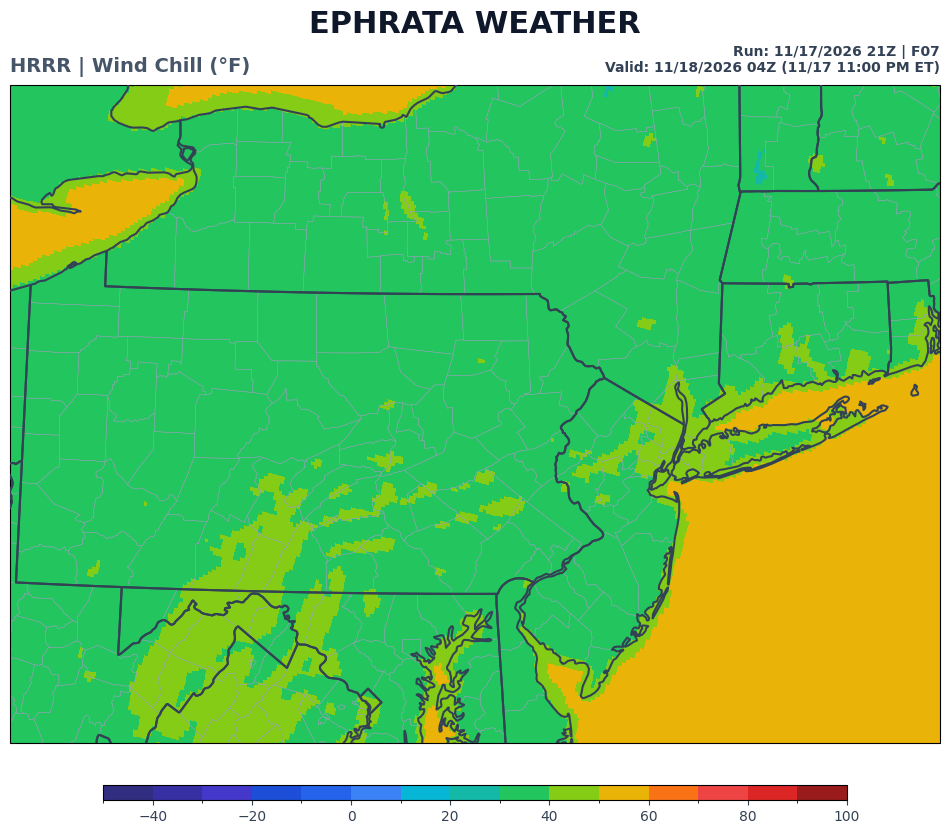 EPHRATA WEATHER
HRRR | Wind Chill (°F)
Run: 11/17/2026 21Z | F07
Valid: 11/18/2026 04Z (11/17 11:00 PM ET)
−40 −20 0 20 40 60 80 100